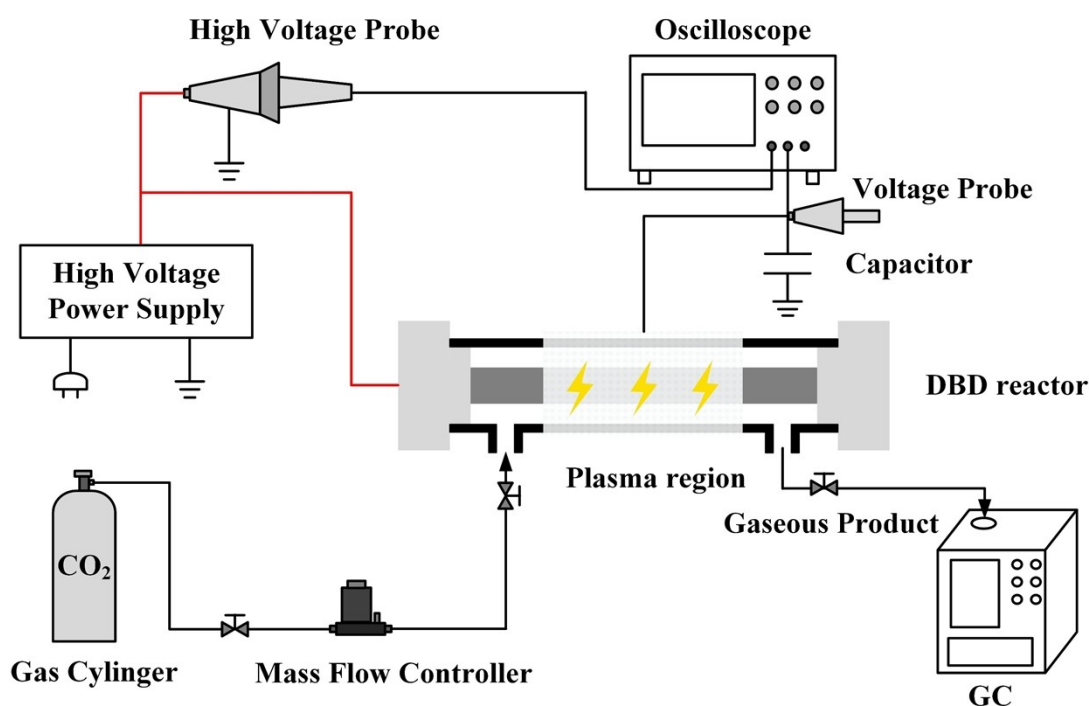 High Voltage Probe
Oscilloscope
Voltage Probe
High Voltage
Power Supply
Capacitor
DBD reactor
Plasma region
Gaseous Product
CO₂
Gas Cylinger
Mass Flow Controller
GC